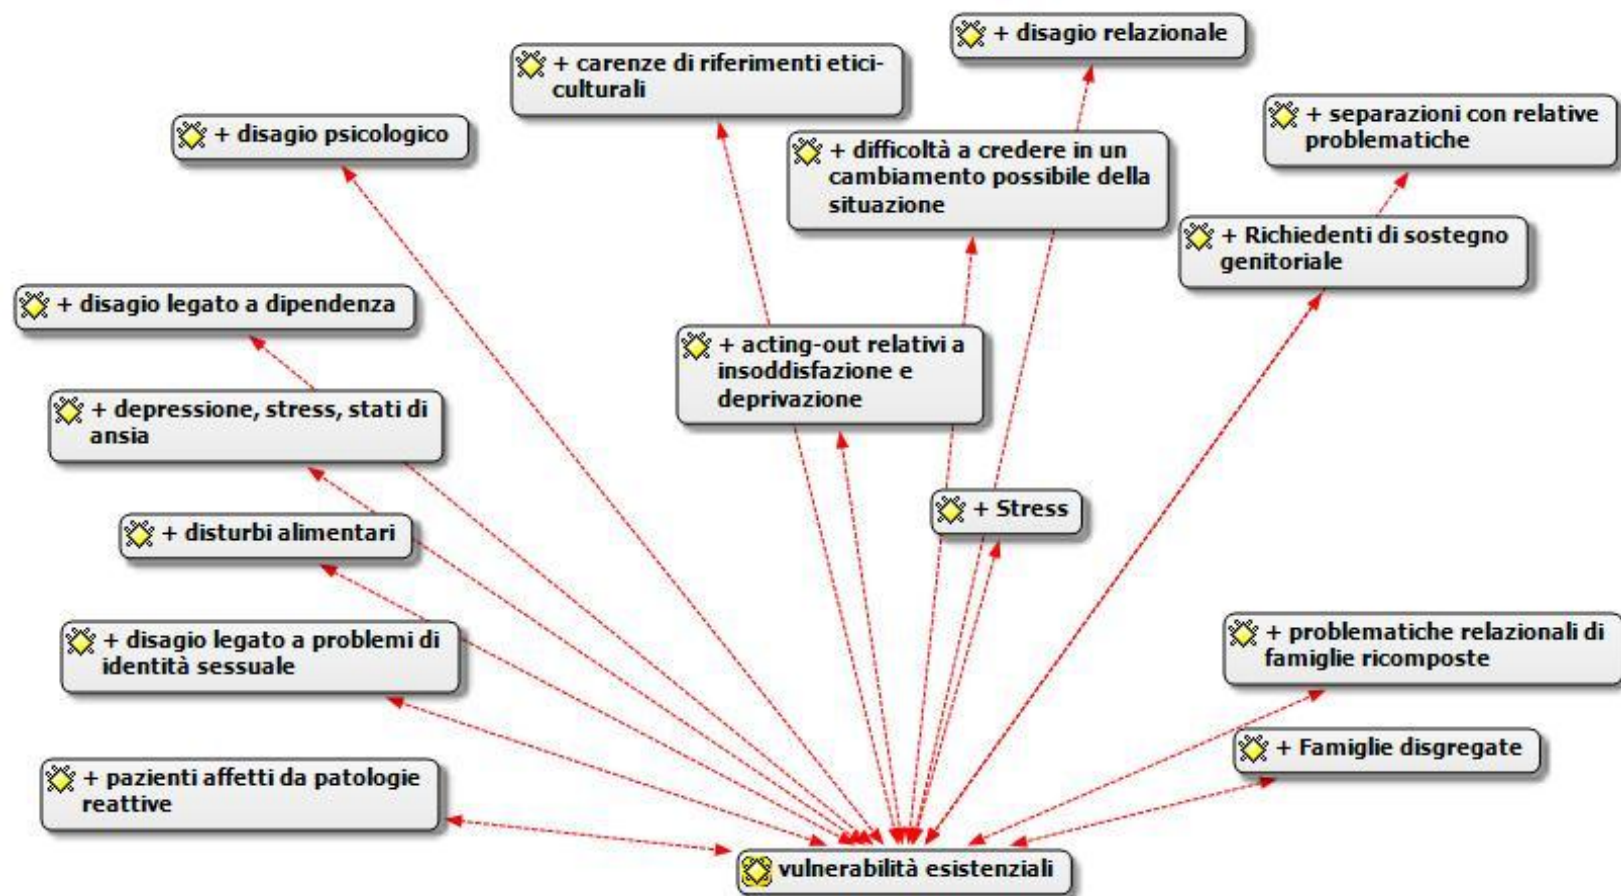 + disagio relazionale
+ carenze di riferimenti etici-
culturali
+ separazioni con relative
problematiche
+ disagio psicologico
+ difficoltà a credere in un
cambiamento possibile della
situazione
+ Richiedenti di sostegno
genitoriale
+ disagio legato a dipendenza
+ acting-out relativi a
insoddisfazione e
deprivazione
+ depressione, stress, stati di
ansia
+ Stress
+ disturbi alimentari
+ disagio legato a problemi di
identità sessuale
+ problematiche relazionali di
famiglie ricomposte
+ Famiglie disgregate
+ pazienti affetti da patologie
reattive
vulnerabilità esistenziali